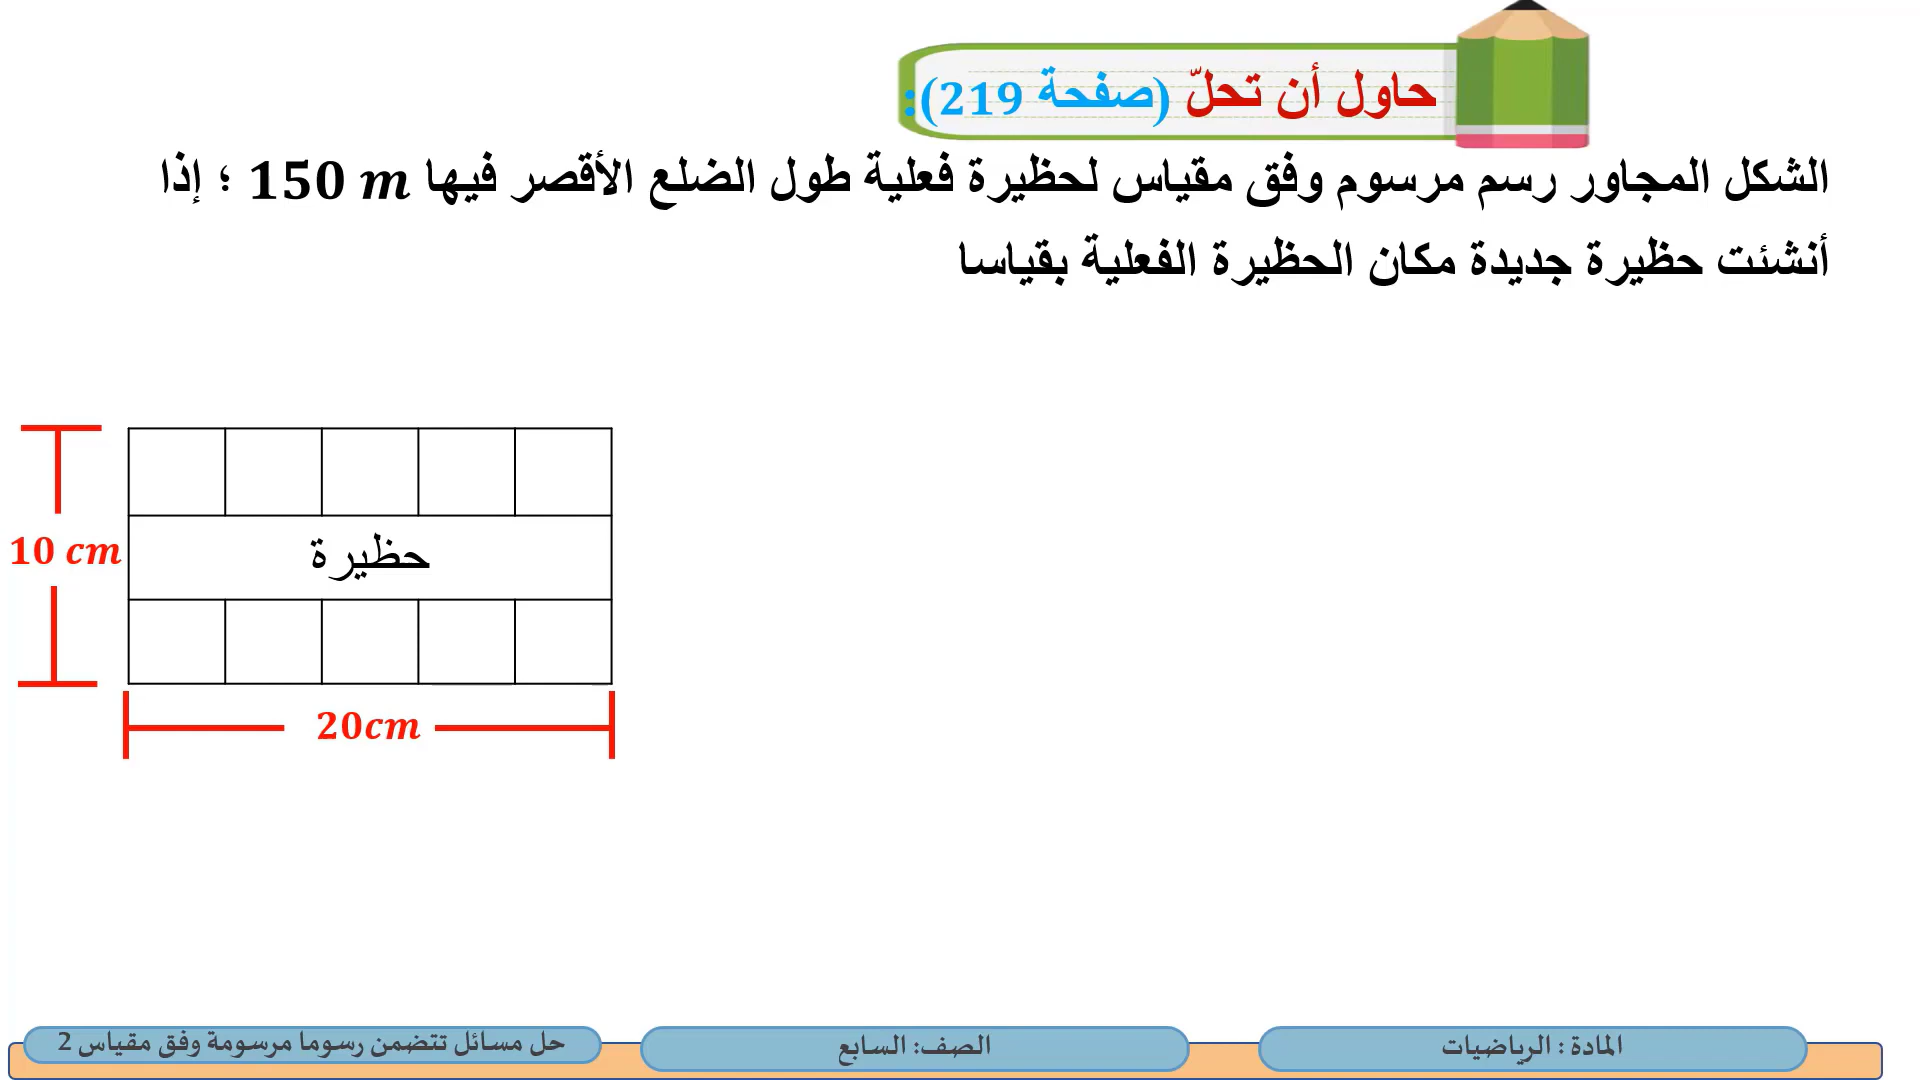 حاول أن تحلّ (صفحة 219):
الشكل المجاور رسم مرسوم وفق مقياس لحظيرة فعلية طول الضلع الأقصر فيها 150 m ؛ إذا
أنشئت حظيرة جديدة مكان الحظيرة الفعلية بقياسا
10 cm
حظيرة
20cm
المادة : الرياضيات
الصف: السابع
حل مسائل تتضمن رسوما مرسومة وفق مقياس 2